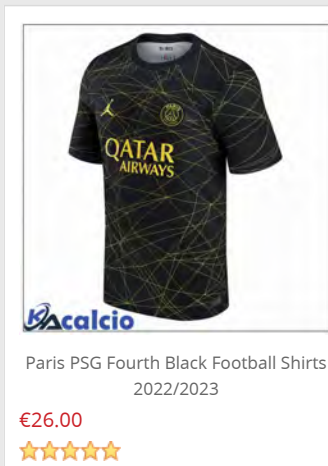 QATAR
AIRWAYS
KAcalcio
Paris PSG Fourth Black Football Shirts
2022/2023
€26.00